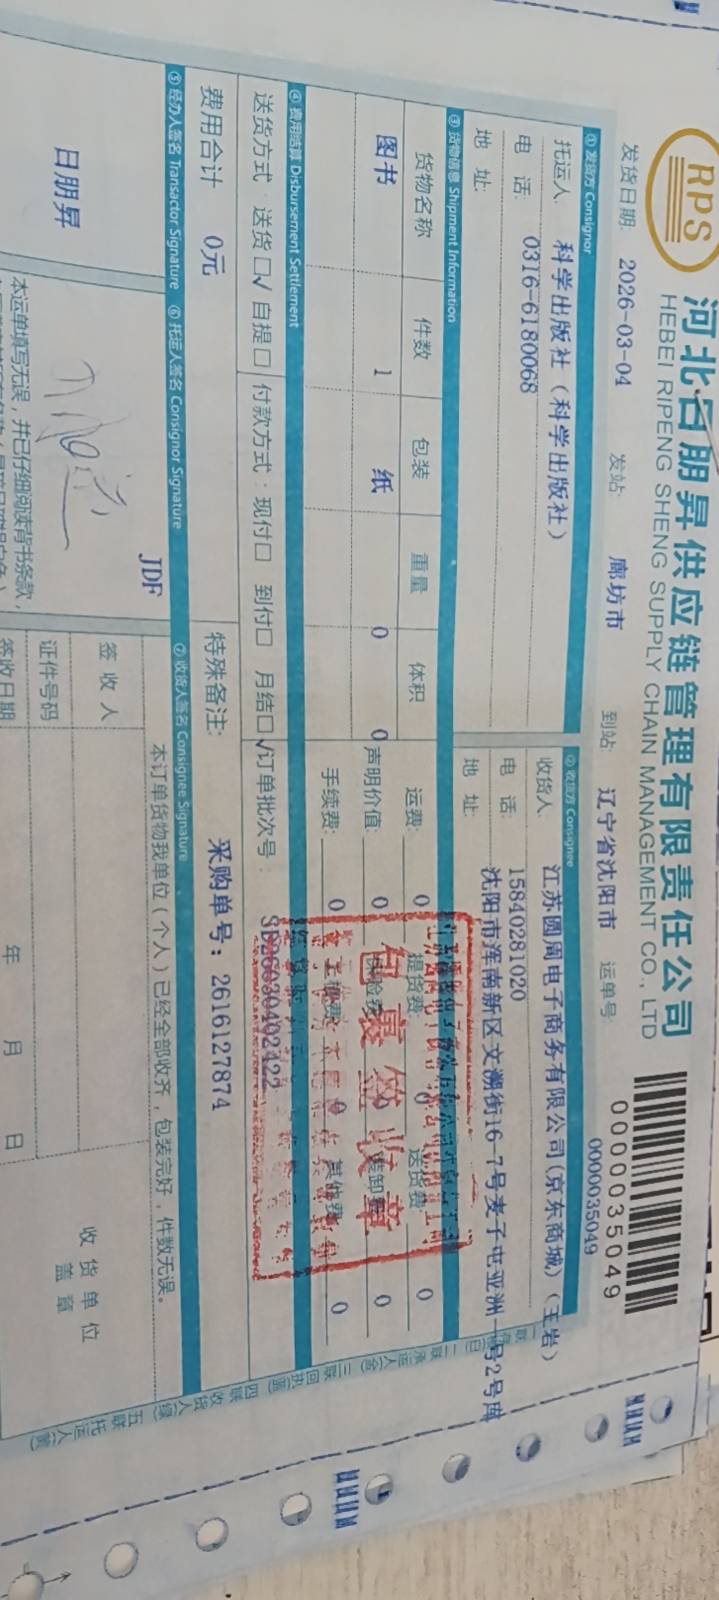 RPS
河北日朋昇供应链管理有限责任公司
HEBEI RIPENG SHENG SUPPLY CHAIN MANAGEMENT CO., LTD
0000035049
发货日期: 2026-03-04 发站: 廊坊市 到站: 辽宁省沈阳市 运单号 0000035049
① 发货方 Consignor
托运人: 科学出版社（科学出版社）
电 话: 0316-6180068
地 址:
② 收货方 Consignee
收货人: 江苏圆周电子商务有限公司(京东商城)（王岩）
电 话: 15840281020
地 址: 沈阳市浑南新区文溯街16-7号麦子屯亚洲一号2号库
③ 货物信息 Shipment Information
货物名称 件数 包装 重量 体积
图书 1 纸 0 0
运费: 0 提货费: 0 送货费: 0
声明价值: 0 保险费: 0 装卸费: 0
手续费: 0 0 其他费: 0
包裹签收章
④ 费用结算 Disbursement Settlement
送货方式: 送货□√ 自提□ 付款方式: 现付□ 到付□ 月结□√ 订单批次号: SD26030402422
费用合计 0元 特殊备注: 采购单号: 2616127874
⑤ 经办人签名 Transactor Signature ⑥ 托运人签名 Consignor Signature ⑦ 收货人签名 Consignee Signature
日朋昇
JDF
本订单货物我单位（个人）已经全部收齐，包装完好，件数无误。
签收人
证件号码
签收日期 年 月 日
收货单位
盖章
本运单填写无误，并已仔细阅读背书条款，